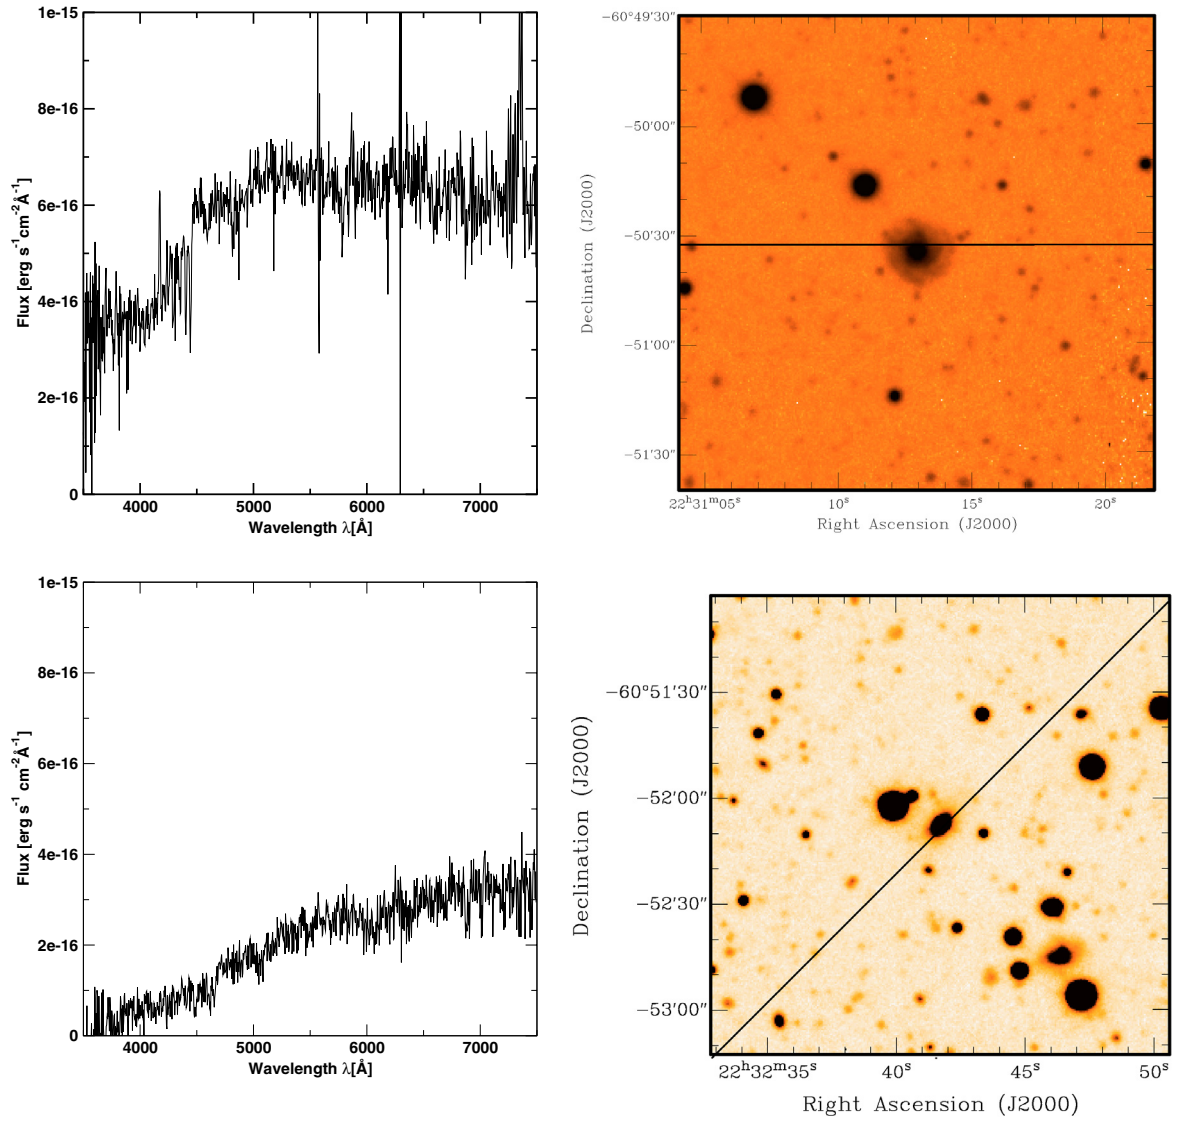 1e-15
8e-16
6e-16
4e-16
2e-16
0
Flux [erg s⁻¹cm⁻²Å⁻¹]
4000 5000 6000 7000
Wavelength λ[Å]
−60°49′30″
−50′00″
−50′30″
−51′00″
−51′30″
Declination (J2000)
22ʰ31ᵐ05ˢ 10ˢ 15ˢ 20ˢ
Right Ascension (J2000)
1e-15
8e-16
6e-16
4e-16
2e-16
0
Flux [erg s⁻¹ cm⁻²Å⁻¹]
4000 5000 6000 7000
Wavelength λ[Å]
−60°51′30″
−52′00″
−52′30″
−53′00″
Declination (J2000)
22ʰ32ᵐ35ˢ 40ˢ 45ˢ 50ˢ
Right Ascension (J2000)